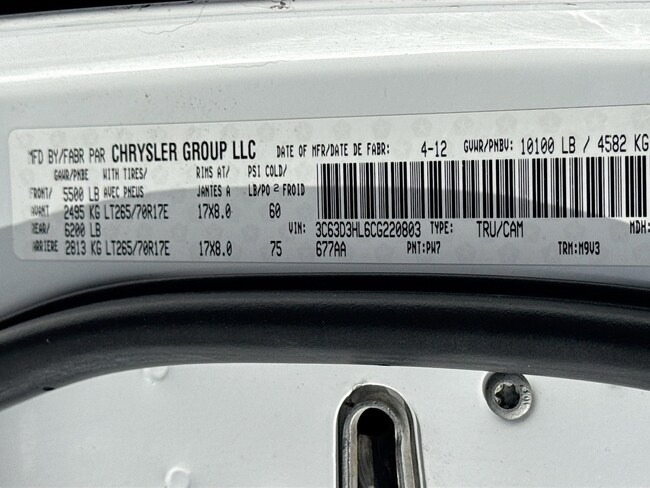 MFD BY/FABR PAR CHRYSLER GROUP LLC DATE OF MFR/DATE DE FABR: 4-12 GVWR/PNBV: 10100 LB / 4582 KG
GAWR/PNBE WITH TIRES/ RIMS AT/ PSI COLD/
FRONT/ 5500 LB AVEC PNEUS JANTES A LB/PO² FROID
AVANT 2495 KG LT265/70R17E 17X8.0 60
REAR/ 6200 LB VIN: 3C63D3HL6CG220803 TYPE: TRU/CAM MDH:
ARRIERE 2813 KG LT265/70R17E 17X8.0 75 677AA PNT:PW7 TRM:M9V3